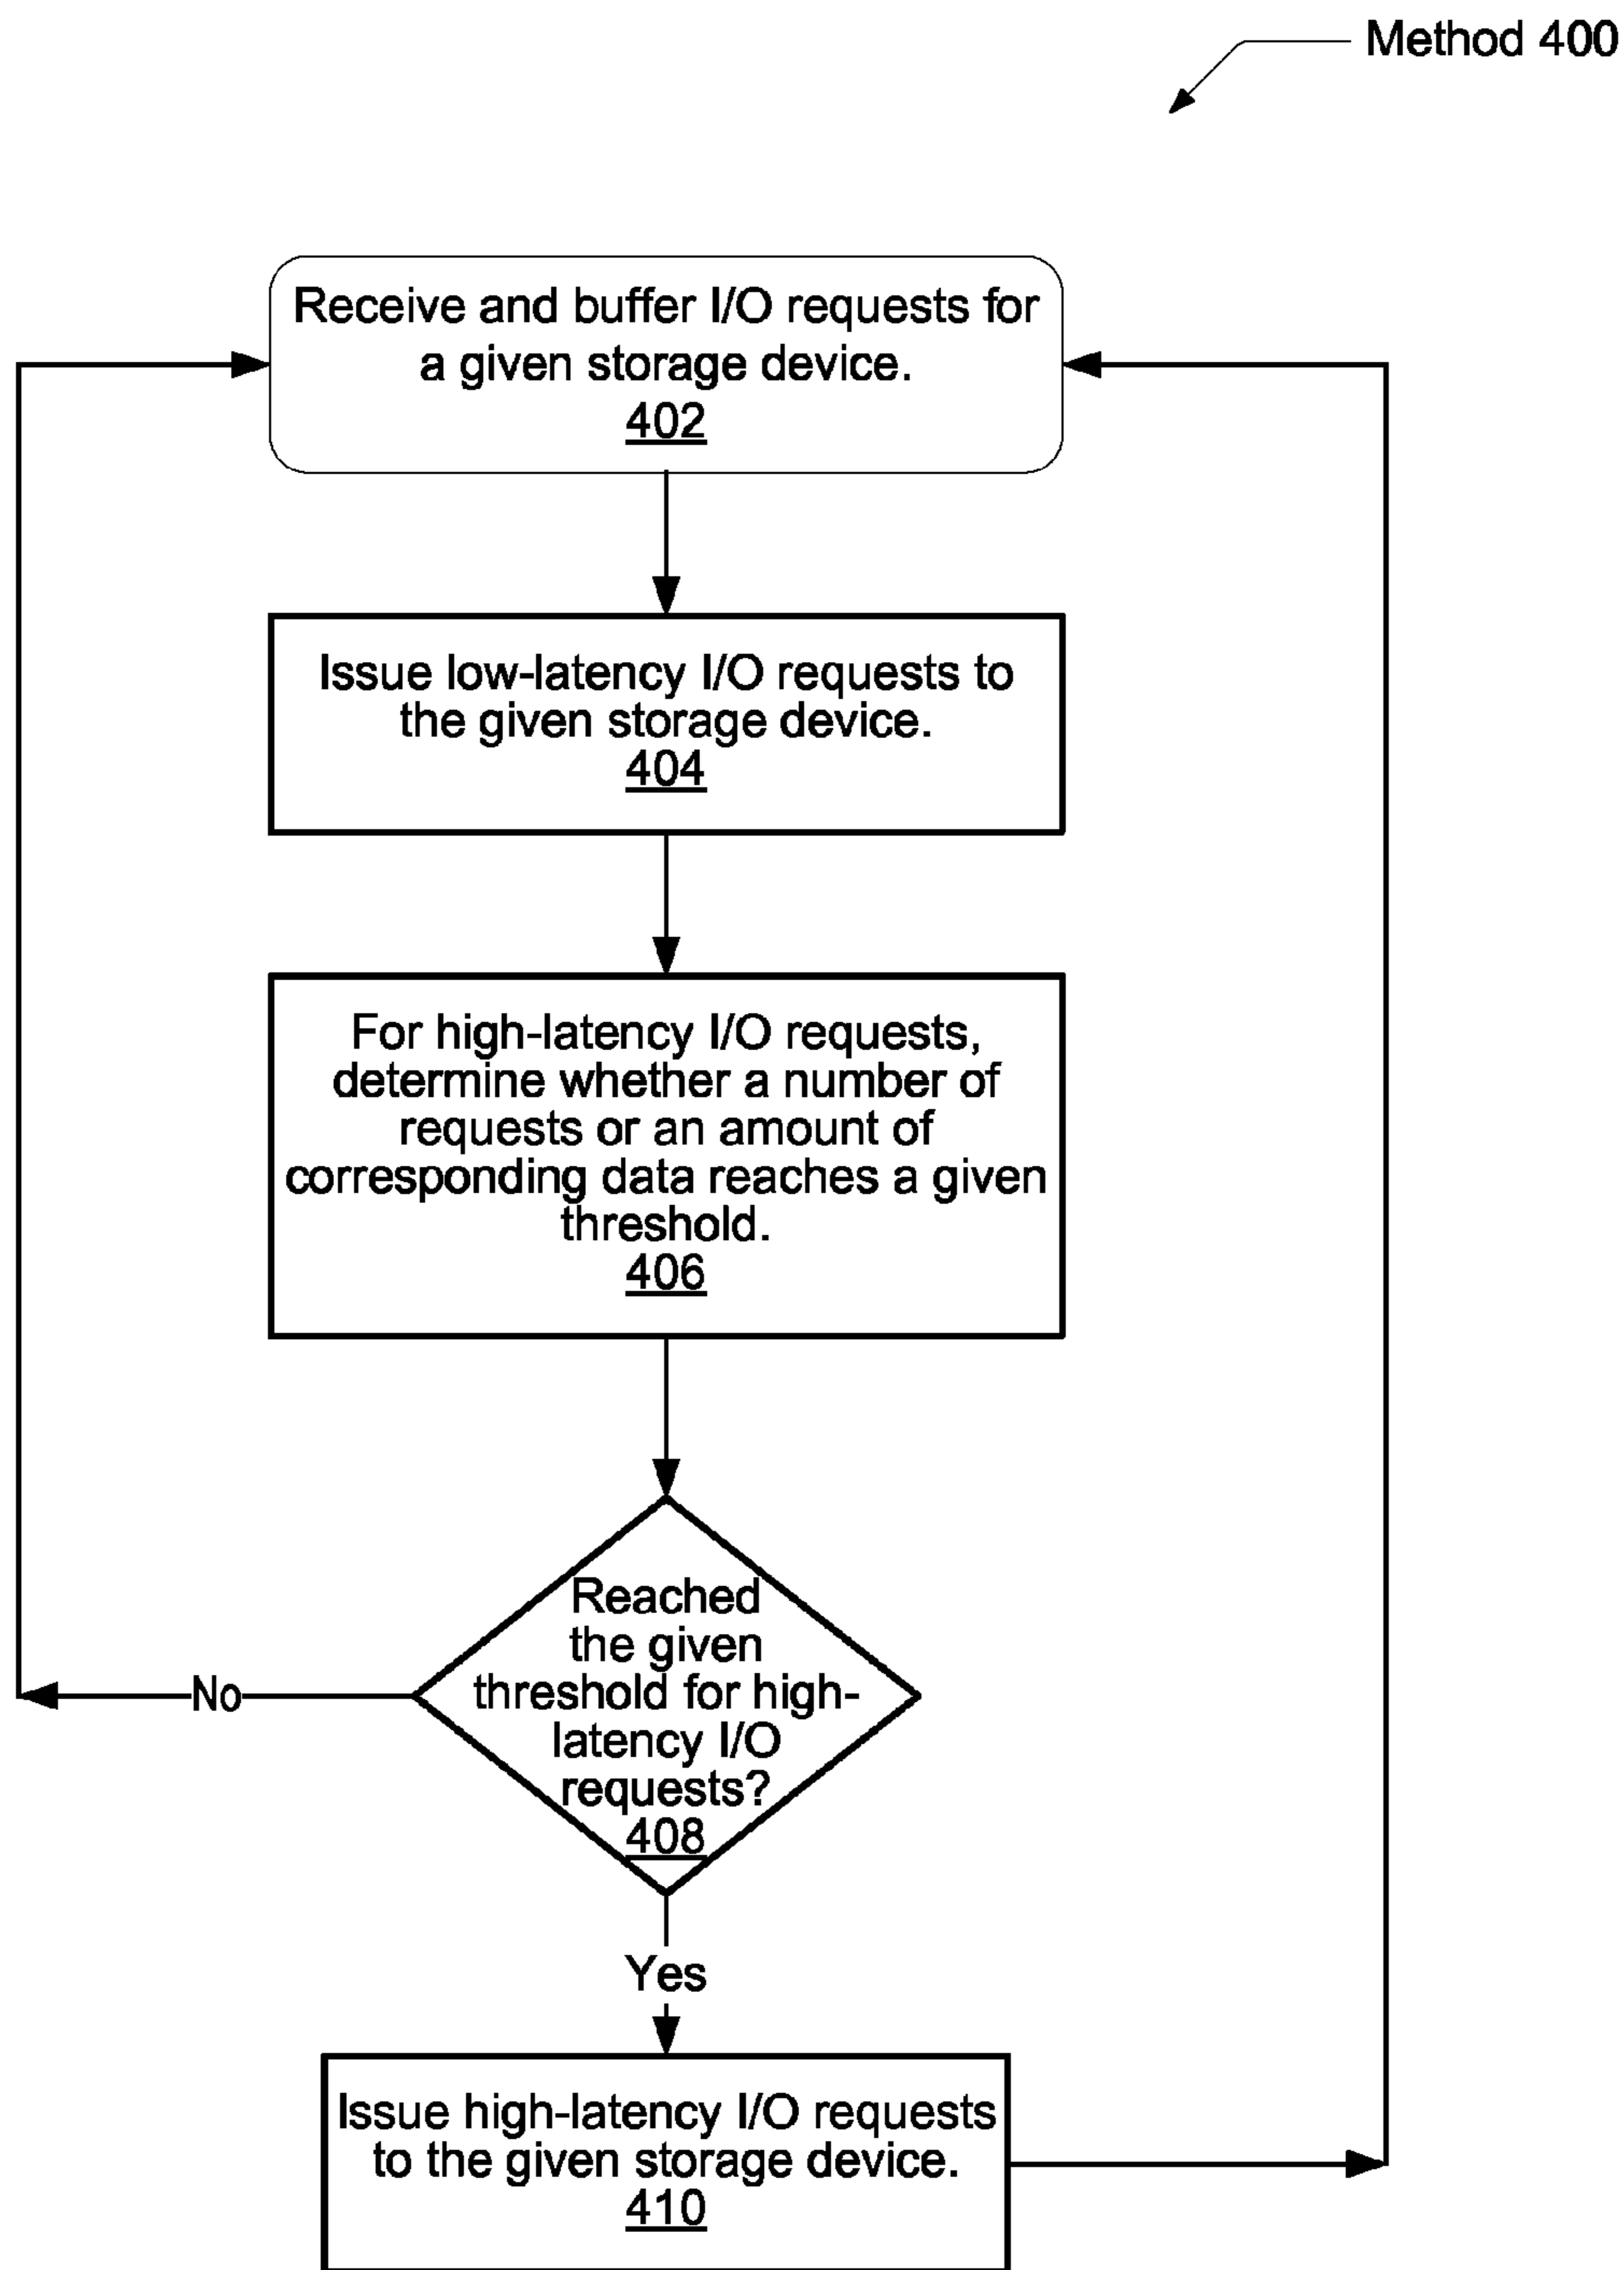 Method 400
Receive and buffer I/O requests for
a given storage device.
402
Issue low-latency I/O requests to
the given storage device.
404
For high-latency I/O requests,
determine whether a number of
requests or an amount of
corresponding data reaches a given
threshold.
406
Reached
the given
threshold for high-
latency I/O
requests?
408
No
Yes
Issue high-latency I/O requests
to the given storage device.
410